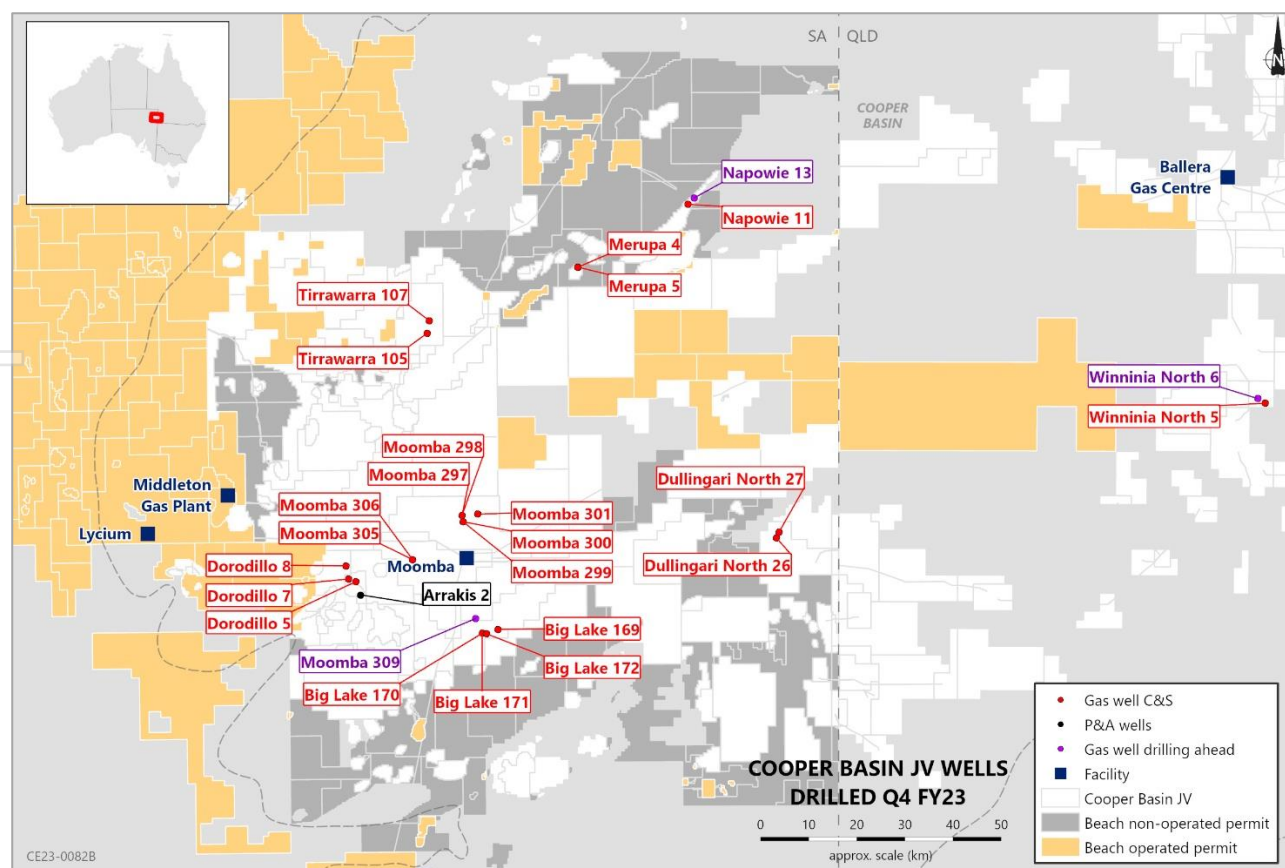 SA
QLD
N
COOPER
BASIN
Ballera
Gas Centre
Napowie 13
Napowie 11
Merupa 4
Merupa 5
Tirrawarra 107
Tirrawarra 105
Winninia North 6
Winninia North 5
Moomba 298
Moomba 297
Dullingari North 27
Middleton
Gas Plant
Moomba 306
Moomba 301
Lycium
Moomba 305
Moomba 300
Dorodillo 8
Moomba
Moomba 299
Dullingari North 26
Dorodillo 7
Arrakis 2
Dorodillo 5
Big Lake 169
Moomba 309
Big Lake 172
Big Lake 170
Big Lake 171
Gas well C&S
P&A wells
Gas well drilling ahead
Facility
Cooper Basin JV
Beach non-operated permit
Beach operated permit
COOPER BASIN JV WELLS
DRILLED Q4 FY23
0 10 20 30 40 50
approx. scale (km)
CE23-0082B